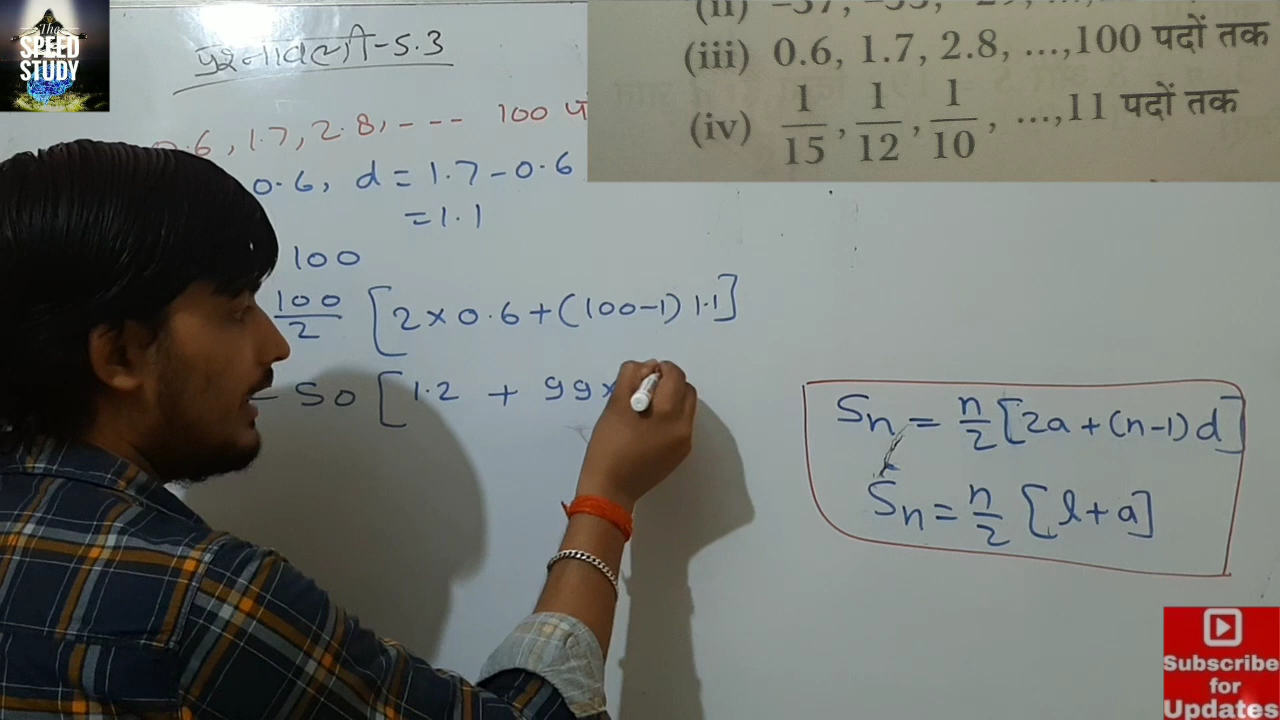 The
SPEED
STUDY
प्रश्नावली-5.3
(iii) 0.6, 1.7, 2.8, ...,100 पदों तक
(iv) 1/15, 1/12, 1/10, ...,11 पदों तक
0.6, 1.7, 2.8, --- 100
0.6, d = 1.7-0.6
=1.1
100
100/2 [2×0.6+(100-1)1.1]
= 50 [1.2 + 99×
Sn = n/2 [2a+(n-1)d]
Sn = n/2 [l+a]
Subscribe
for
Updates